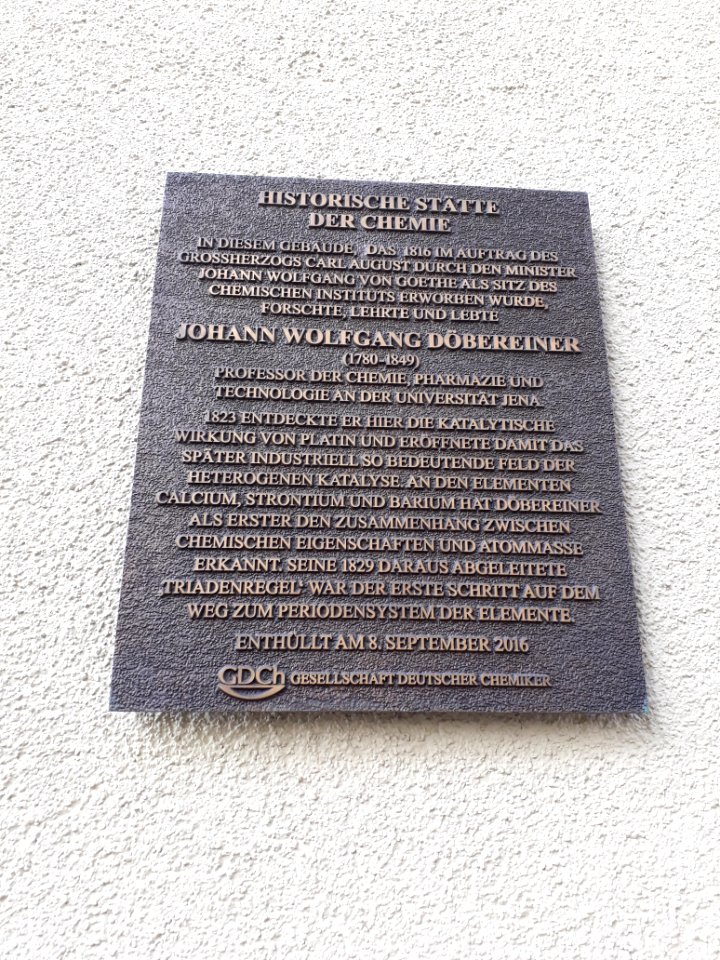 HISTORISCHE STÄTTE
DER CHEMIE
IN DIESEM GEBÄUDE, DAS 1816 IM AUFTRAG DES
GROSSHERZOGS CARL AUGUST DURCH DEN MINISTER
JOHANN WOLFGANG VON GOETHE ALS SITZ DES
CHEMISCHEN INSTITUTS ERWORBEN WURDE,
FORSCHTE, LEHRTE UND LEBTE
JOHANN WOLFGANG DÖBEREINER
(1780-1849)
PROFESSOR DER CHEMIE, PHARMAZIE UND
TECHNOLOGIE AN DER UNIVERSITÄT JENA
1823 ENTDECKTE ER HIER DIE KATALYTISCHE
WIRKUNG VON PLATIN UND ERÖFFNETE DAMIT DAS
SPÄTER INDUSTRIELL SO BEDEUTENDE FELD DER
HETEROGENEN KATALYSE. AN DEN ELEMENTEN
CALCIUM, STRONTIUM UND BARIUM HAT DÖBEREINER
ALS ERSTER DEN ZUSAMMENHANG ZWISCHEN
CHEMISCHEN EIGENSCHAFTEN UND ATOMMASSE
ERKANNT. SEINE 1829 DARAUS ABGELEITETE
„TRIADENREGEL“ WAR DER ERSTE SCHRITT AUF DEM
WEG ZUM PERIODENSYSTEM DER ELEMENTE.
ENTHÜLLT AM 8. SEPTEMBER 2016
GDCh GESELLSCHAFT DEUTSCHER CHEMIKER